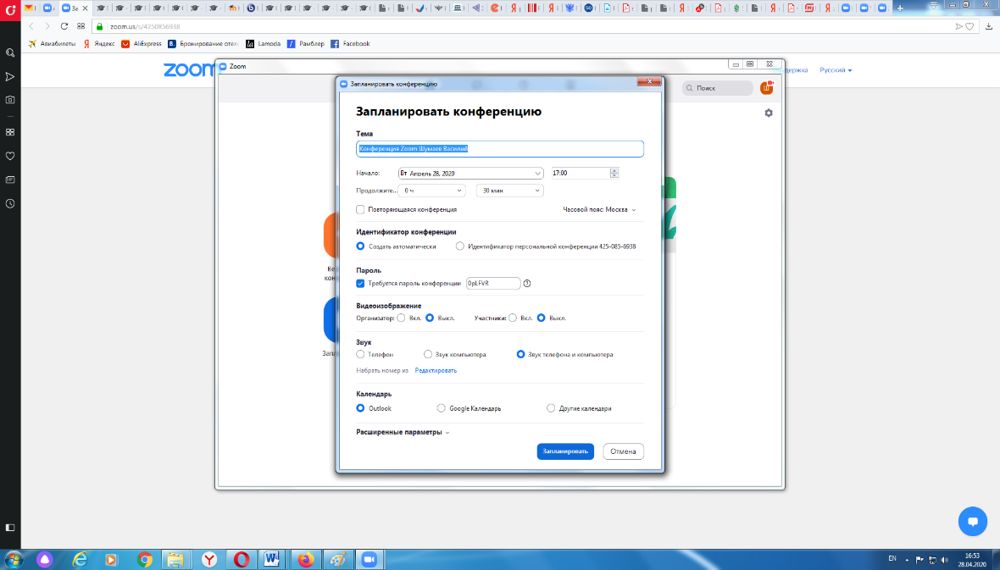 zoom.us/s/4250856938
Авиабилеты
Яндекс
AliExpress
Бронирование отел
Lamoda
Рамблер
Facebook
zoom
держка
Русский
Zoom
Поиск
Запланировать конференцию
Запланировать конференцию
Тема
Конференция Zoom Шумаев Василий
Начало: Вт Апрель 28, 2020 17:00
Продолжите... 0 ч 30 мин
Повторяющаяся конференция Часовой пояс: Москва
Идентификатор конференции
Создать автоматически Идентификатор персональной конференции 425-085-6938
Пароль
Требуется пароль конференции 0pLFVR
Видеоизображение
Организатор: Вкл. Выкл. Участники: Вкл. Выкл.
Звук
Телефон Звук компьютера Звук телефона и компьютера
Набрать номер из Редактировать
Календарь
Outlook Google Календарь Другие календари
Расширенные параметры
Запланировать Отмена
EN
16:53
28.04.2020